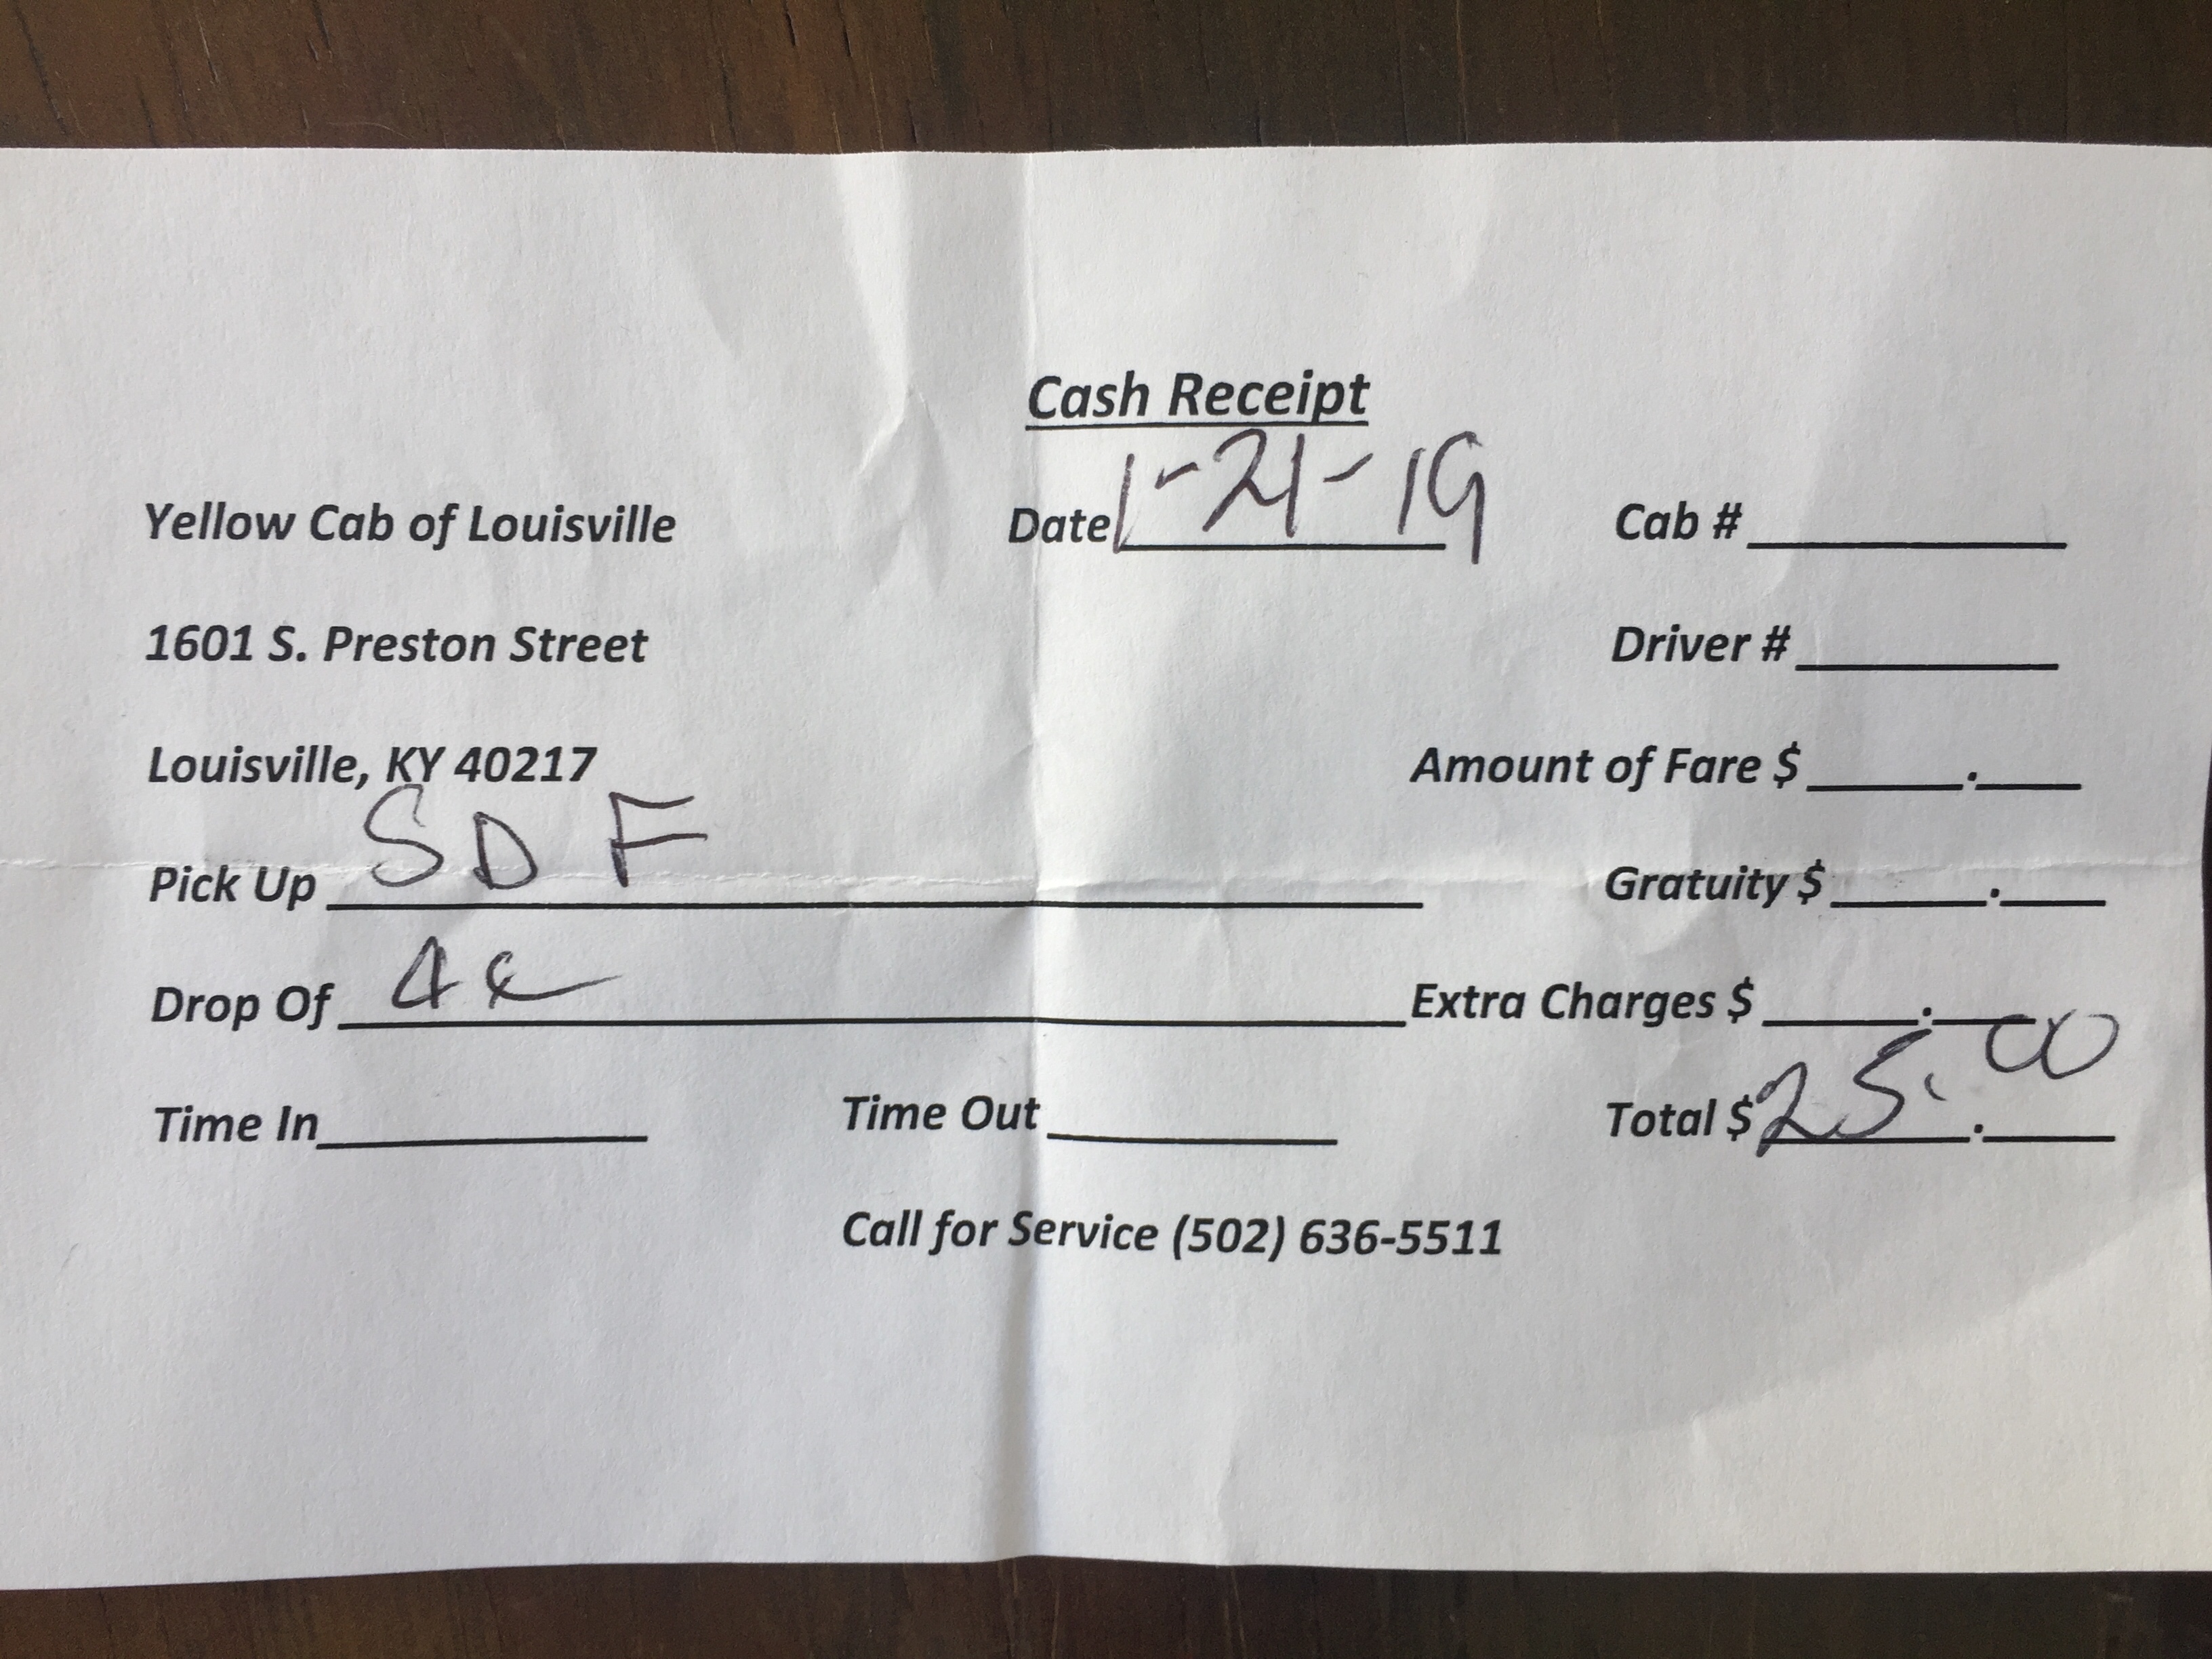 Cash Receipt
Yellow Cab of Louisville Date 1-21-19 Cab #
1601 S. Preston Street Driver #
Louisville, KY 40217 Amount of Fare $ .
Pick Up SDF Gratuity $ .
Drop Of Extra Charges $ .
Time In Time Out Total $ 25.00
Call for Service (502) 636-5511